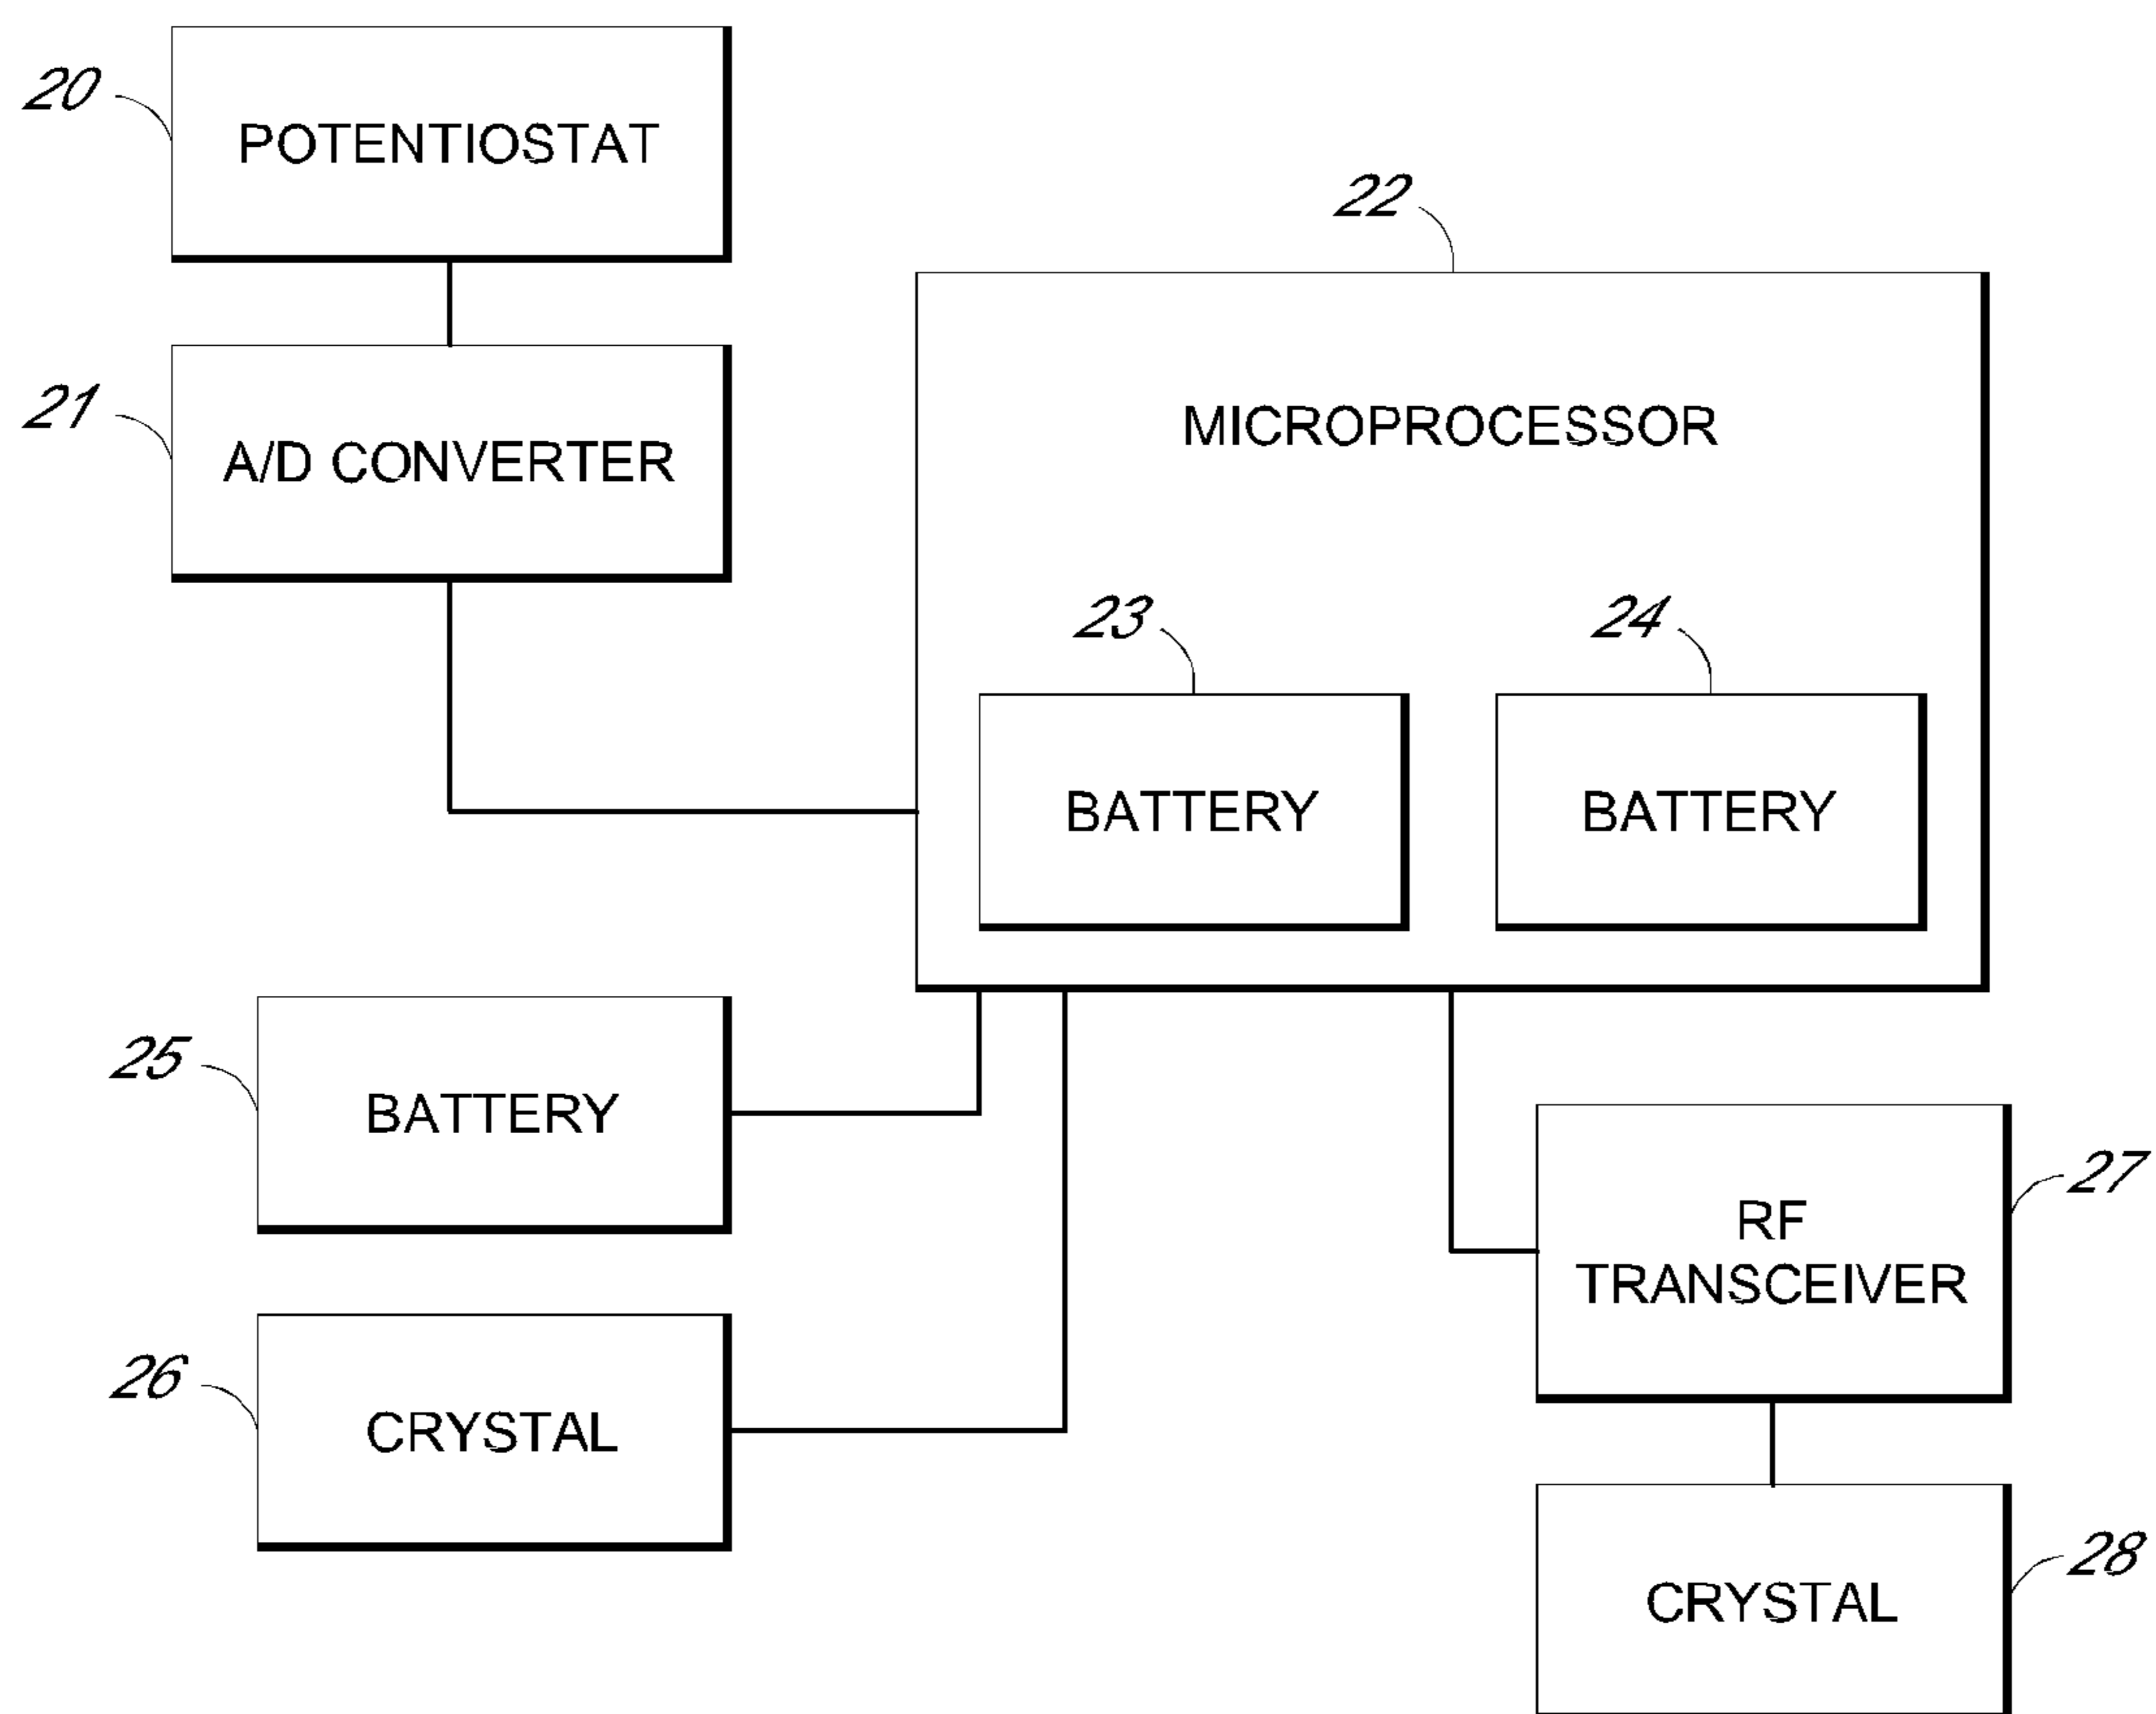 20
POTENTIOSTAT
21
A/D CONVERTER
22
MICROPROCESSOR
23
BATTERY
24
BATTERY
25
BATTERY
26
CRYSTAL
27
RF
TRANSCEIVER
28
CRYSTAL